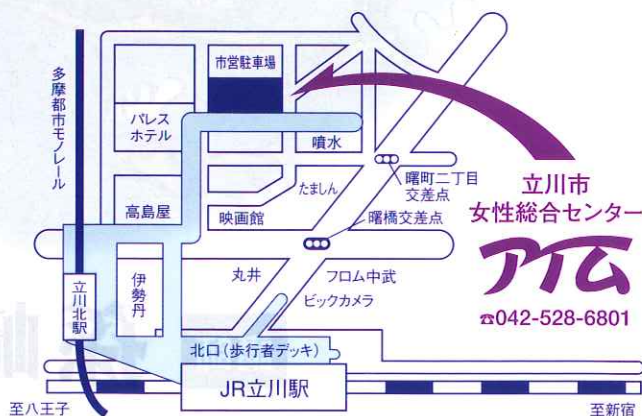 多摩都市モノレール
市営駐車場
パレス
ホテル
噴水
たましん
曙町二丁目
交差点
高島屋
映画館
曙橋交差点
立川市
女性総合センター
アイム
☎042-528-6801
立川北駅
伊勢丹
丸井
フロム中武
ビックカメラ
北口(歩行者デッキ)
JR立川駅
至八王子
至新宿